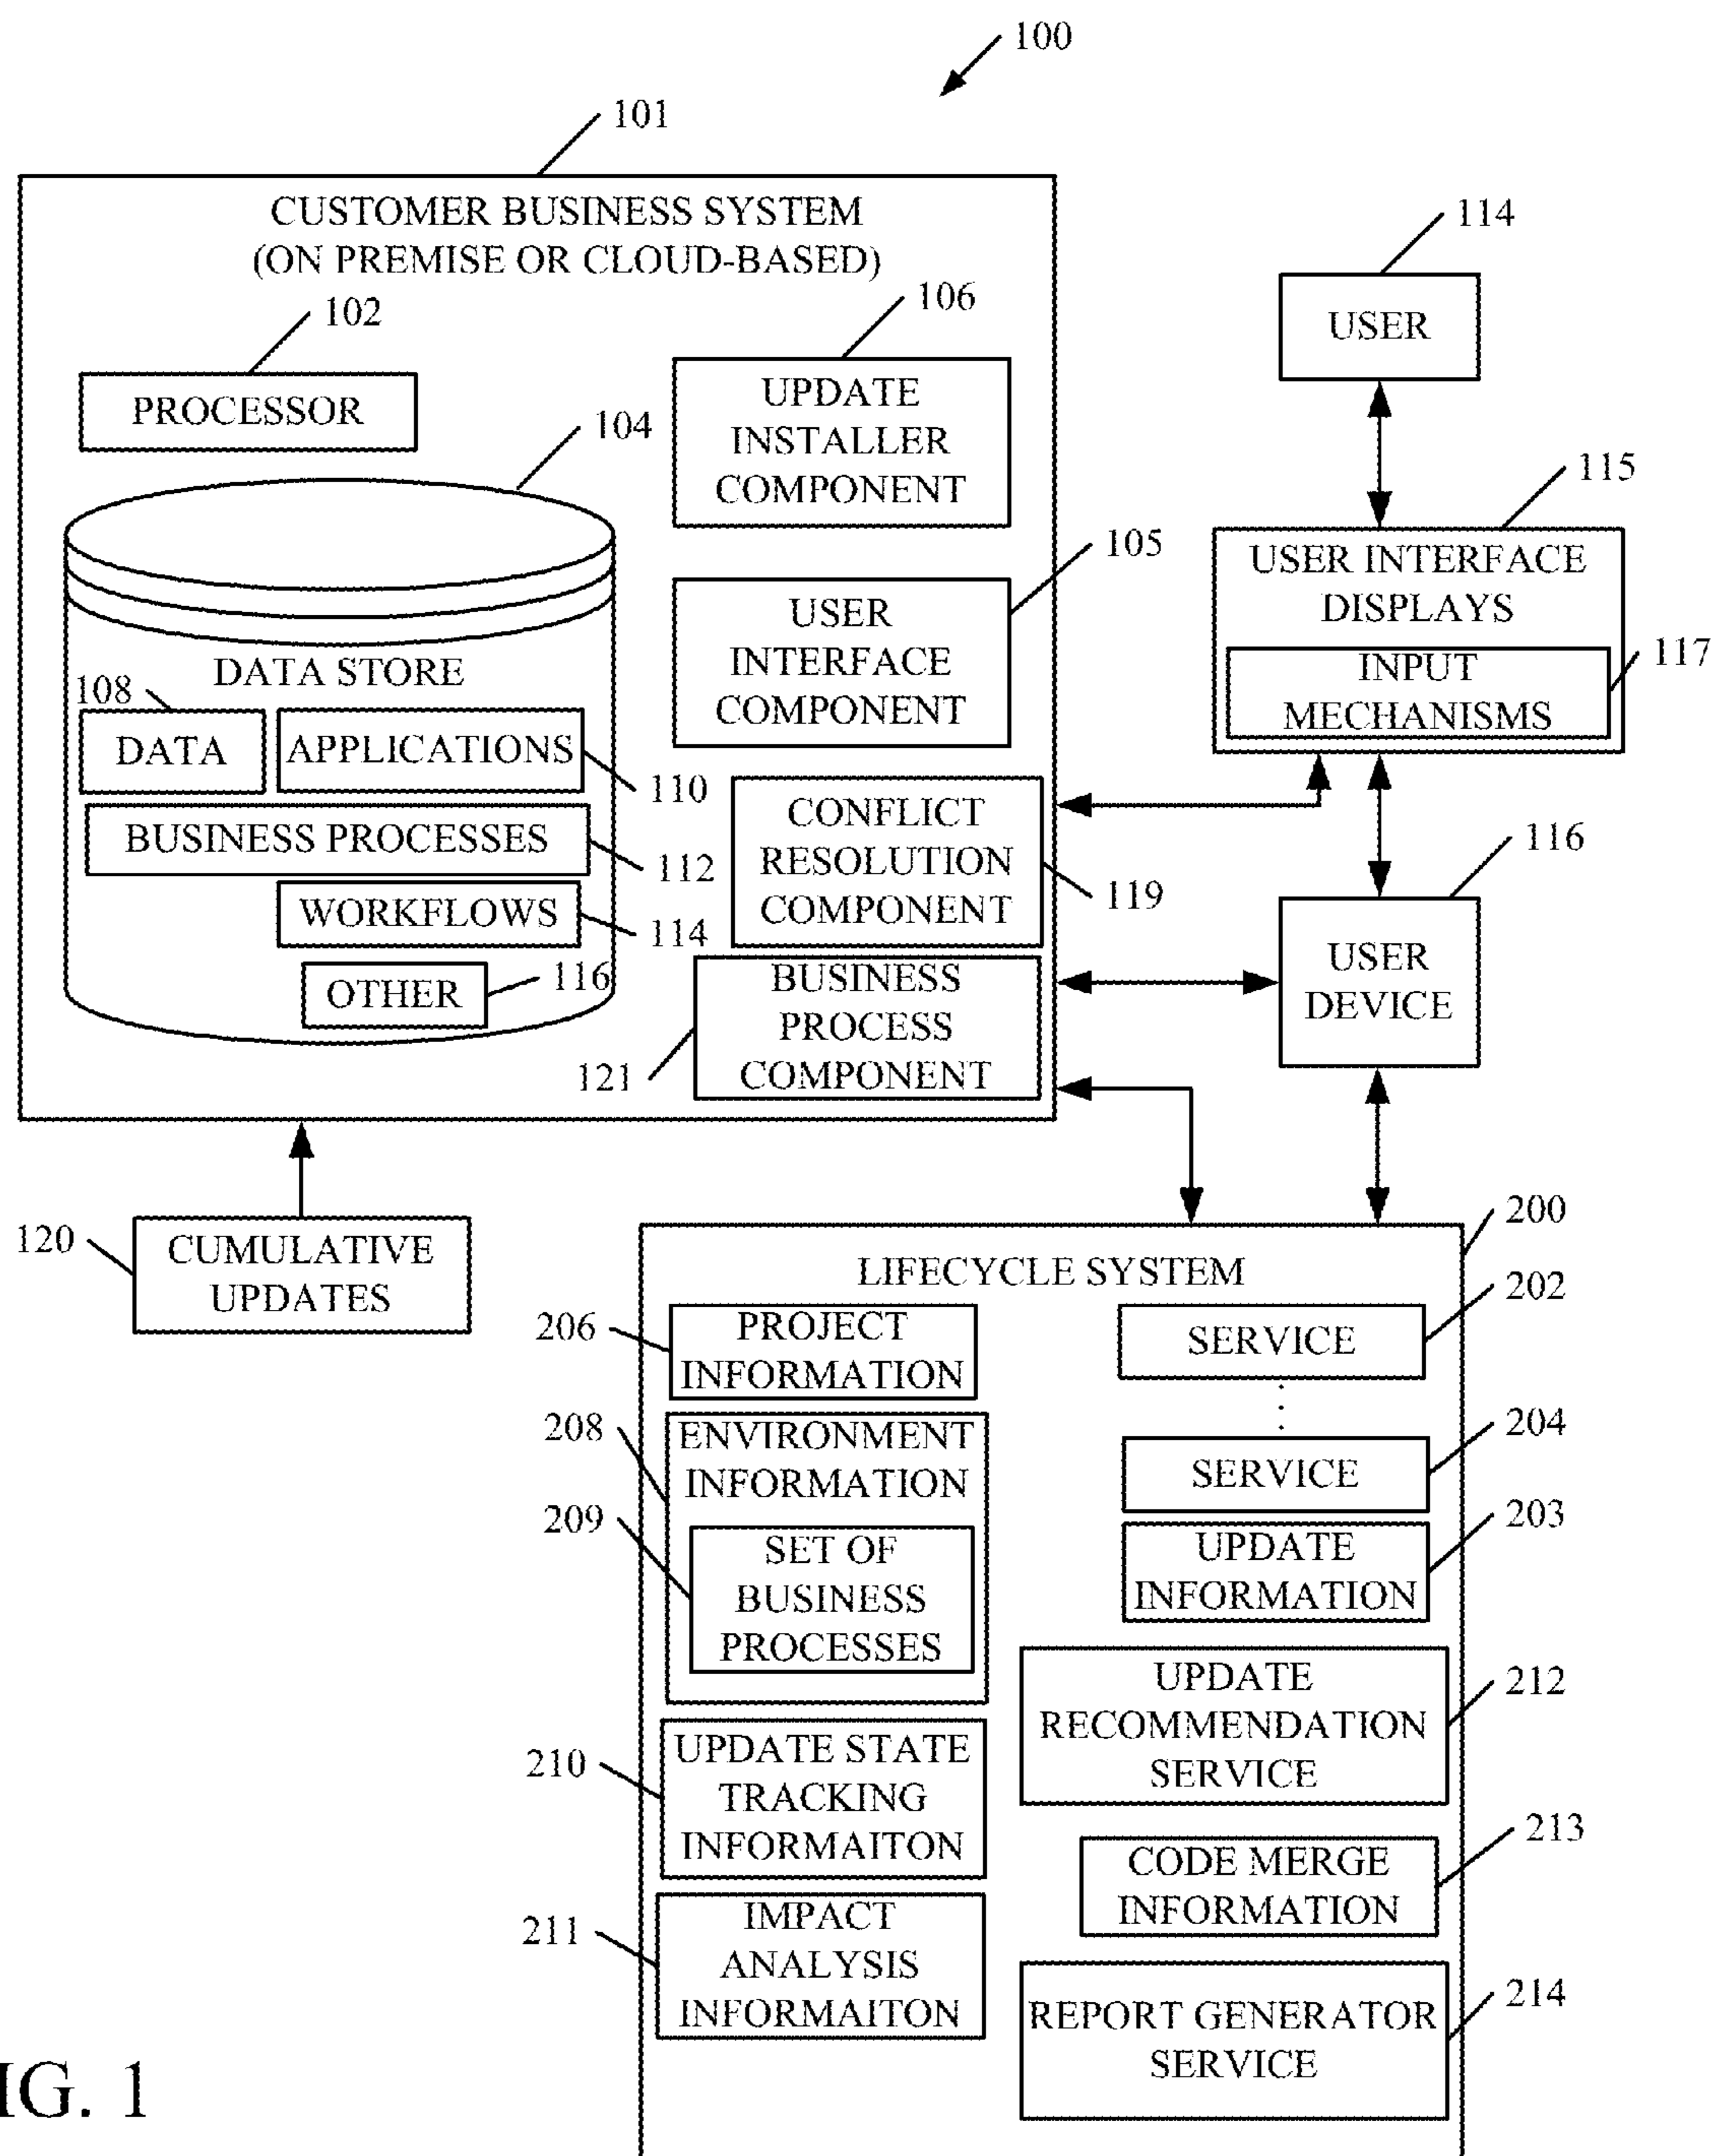 100
101
CUSTOMER BUSINESS SYSTEM
(ON PREMISE OR CLOUD-BASED)
102
PROCESSOR
104
106
UPDATE
INSTALLER
COMPONENT
105
USER
INTERFACE
COMPONENT
DATA STORE
108
DATA
APPLICATIONS
110
BUSINESS PROCESSES
112
WORKFLOWS
114
OTHER
116
CONFLICT
RESOLUTION
COMPONENT
119
BUSINESS
PROCESS
COMPONENT
121
114
USER
115
USER INTERFACE
DISPLAYS
INPUT
MECHANISMS
117
116
USER
DEVICE
120
CUMULATIVE
UPDATES
200
LIFECYCLE SYSTEM
206
PROJECT
INFORMATION
208
ENVIRONMENT
INFORMATION
209
SET OF
BUSINESS
PROCESSES
210
UPDATE STATE
TRACKING
INFORMAITON
211
IMPACT
ANALYSIS
INFORMAITON
202
SERVICE
204
SERVICE
203
UPDATE
INFORMATION
212
UPDATE
RECOMMENDATION
SERVICE
213
CODE MERGE
INFORMATION
214
REPORT GENERATOR
SERVICE
IG. 1